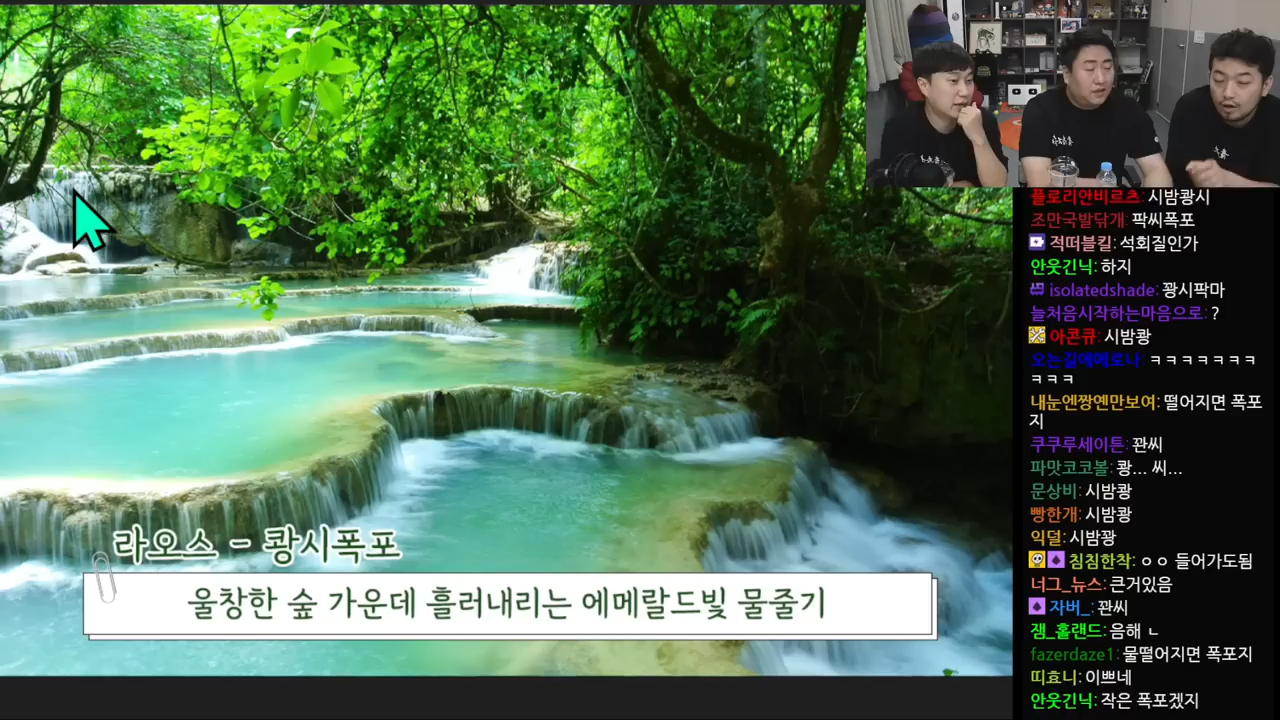 라오스 - 쾅시폭포
울창한 숲 가운데 흘러내리는 에메랄드빛 물줄기
플로리안비르츠: 시밤쾅시
조만국발닦개: 팍씨폭포
적떠블킬: 석회질인가
안웃긴닉: 하지
isolatedshade: 꽝시팍마
늘처음시작하는마음으로: ?
아콘큐: 시밤쾅
오는길에메로나: ㅋㅋㅋㅋㅋㅋㅋ
ㅋㅋㅋ
내눈엔짱옌만보여: 떨어지면 폭포
지
쿠쿠루세이튼: 꽌씨
파맛코코볼: 쾅... 씨...
문상비: 시밤쾅
빵한개: 시밤쾅
익덜: 시밤꽝
침침한착: ㅇㅇ 들어가도됨
너그_뉴스: 큰거있음
자버_: 꽌씨
잼_홀랜드: 음해 ㄴ
fazerdaze1: 물떨어지면 폭포지
띠효니: 이쁘네
안웃긴닉: 작은 폭포겠지